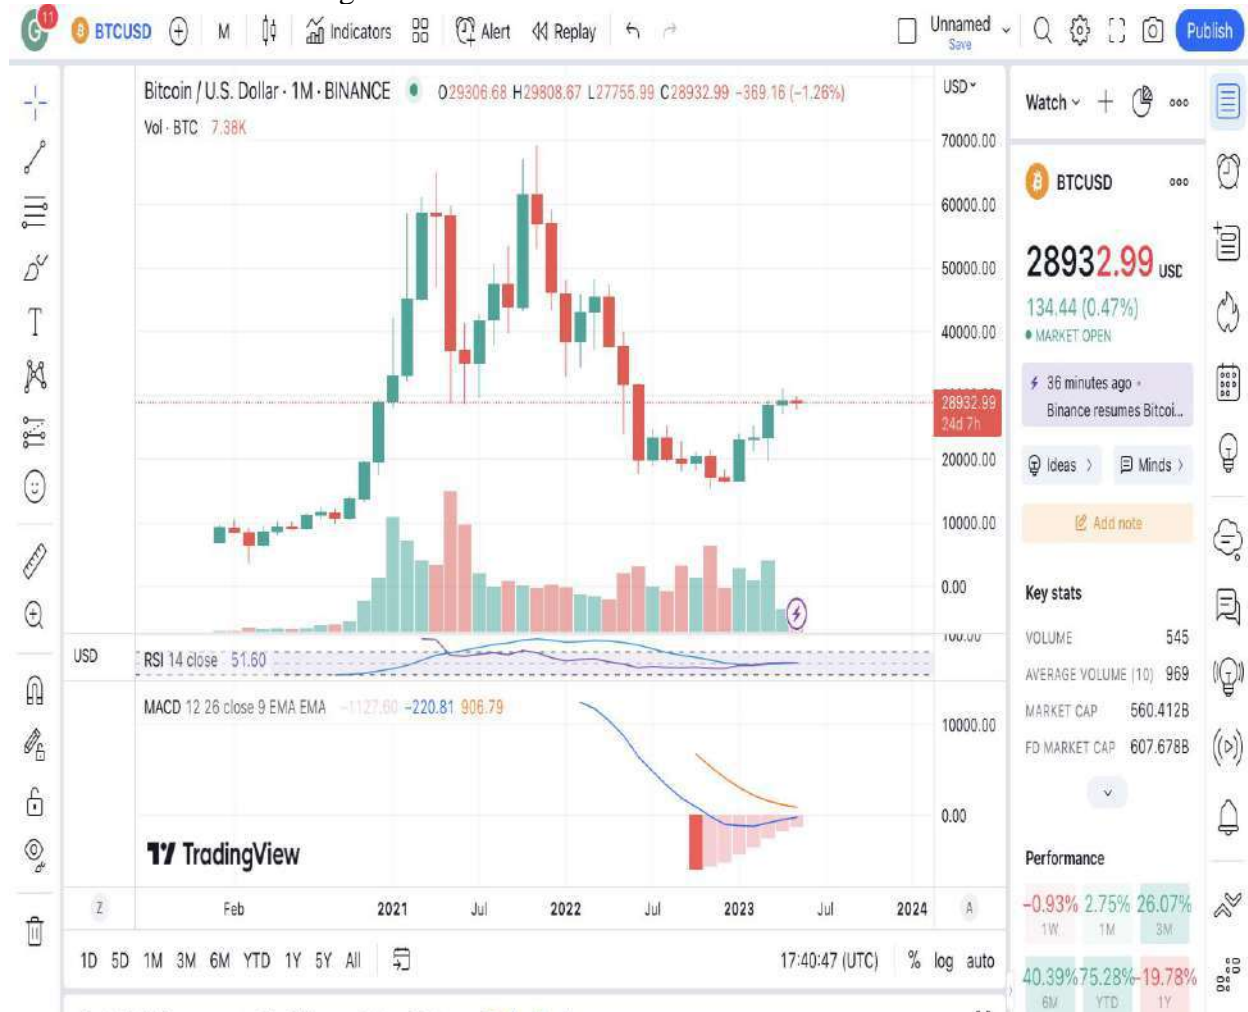 11
BTCUSD
M
Indicators
Alert
Replay
Unnamed
Save
Publish
Bitcoin / U.S. Dollar · 1M · BINANCE
O29306.68 H29808.67 L27755.99 C28932.99 −369.16 (−1.26%)
USD
Vol · BTC 7.38K
70000.00
60000.00
50000.00
40000.00
28932.99
24d 7h
20000.00
10000.00
0.00
USD
RSI 14 close 51.60
100.00
MACD 12 26 close 9 EMA EMA −1127.60 −220.81 906.79
10000.00
0.00
TradingView
Z
Feb
2021
Jul
2022
Jul
2023
Jul
2024
A
1D 5D 1M 3M 6M YTD 1Y 5Y All
17:40:47 (UTC)
% log auto
Watch
BTCUSD
28932.99 USD
134.44 (0.47%)
MARKET OPEN
36 minutes ago
Binance resumes Bitcoi...
Ideas
Minds
Add note
Key stats
VOLUME 545
AVERAGE VOLUME (10) 969
MARKET CAP 560.412B
FD MARKET CAP 607.678B
Performance
−0.93% 2.75% 26.07%
1W 1M 3M
40.39% 75.28% −19.78%
6M YTD 1Y